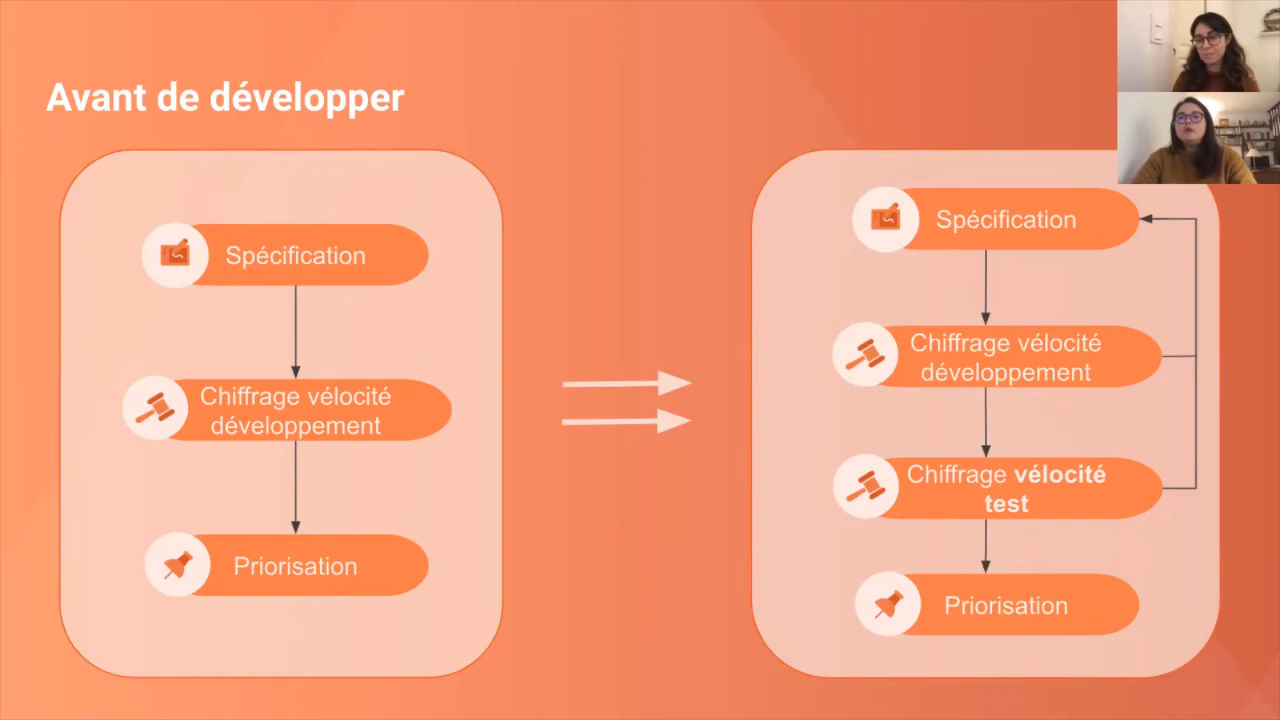 Avant de développer
Spécification
Chiffrage vélocité
développement
Priorisation
Spécification
Chiffrage vélocité
développement
Chiffrage vélocité
test
Priorisation